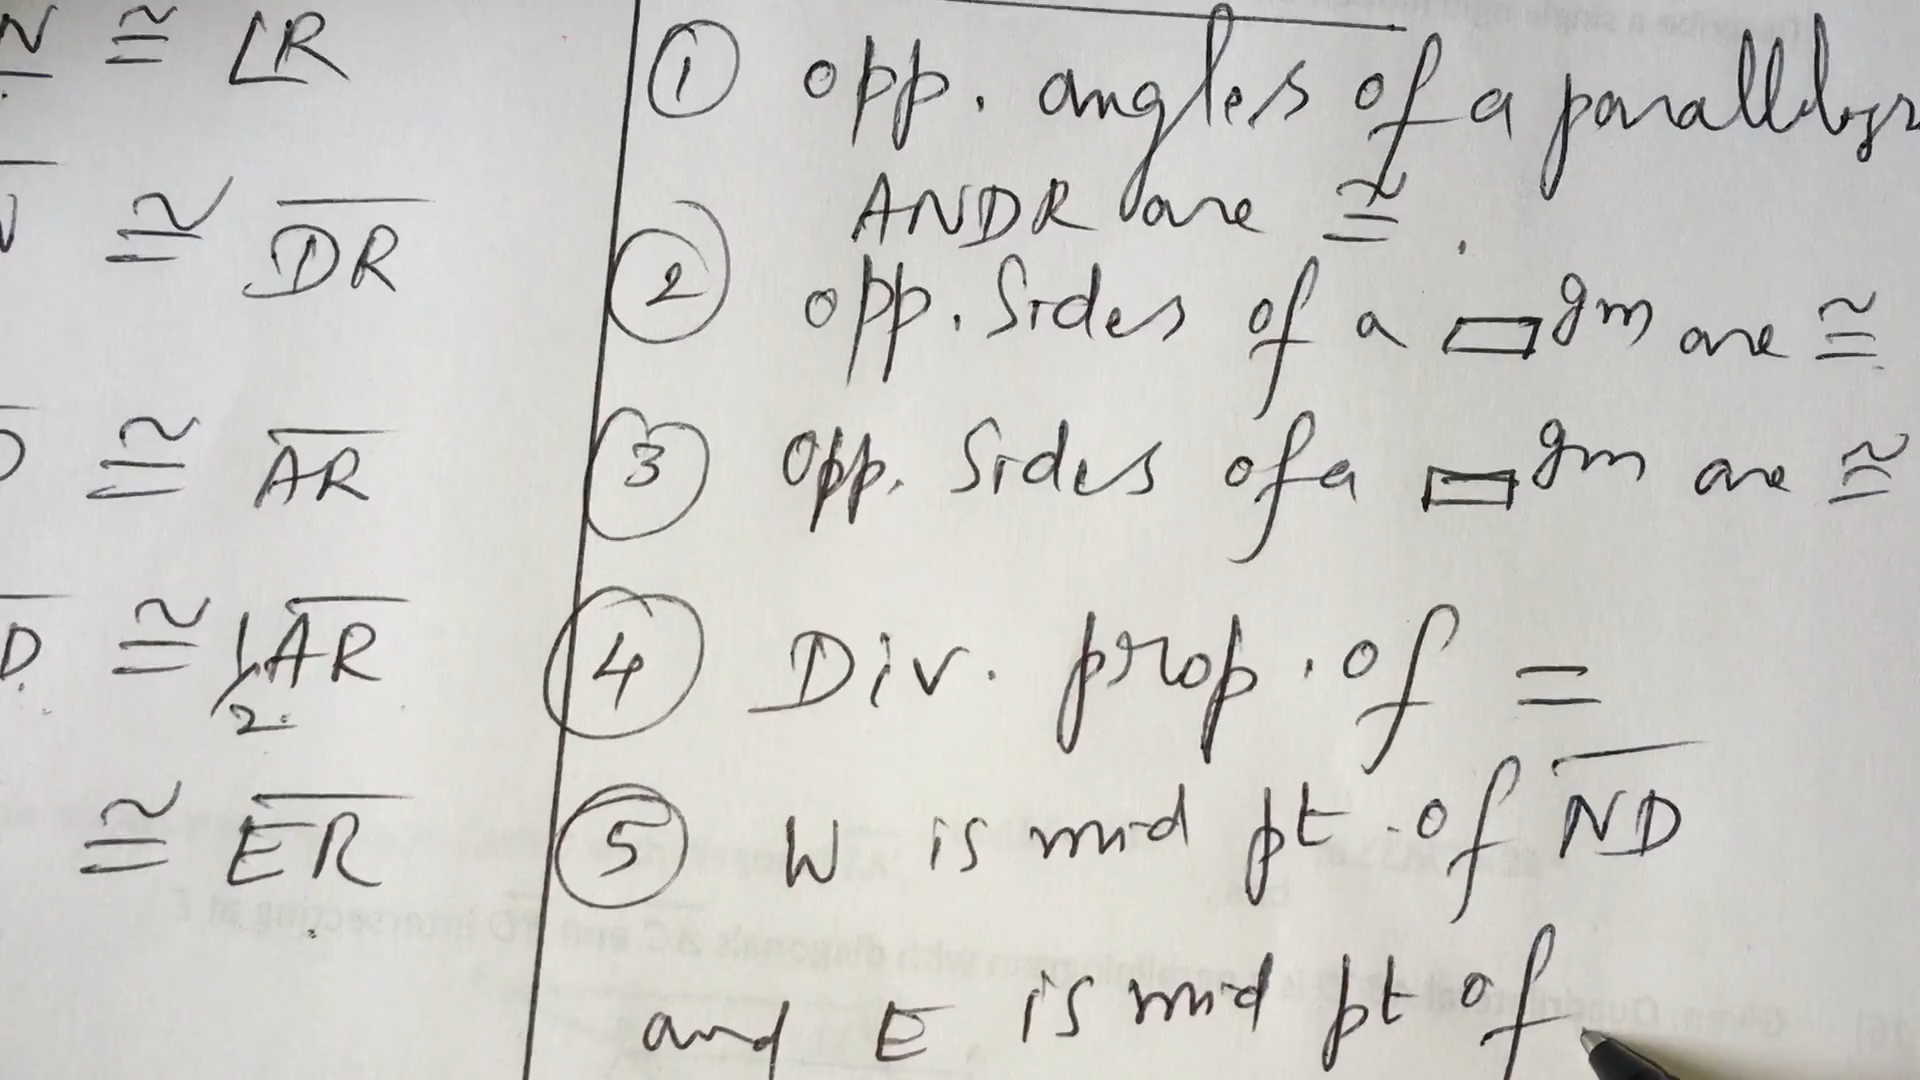 N ≅ ∠R
① opp. angles of a parallelogr
ANDR are ≅.
≅ DR
② opp. Sides of a ▱gm are ≅
≅ AR
③ opp. Sides of a ▱gm are ≅
D ≅ 1/2 AR
④ Div. prop. of =
≅ ER
⑤ W is mid pt. of ND
and E is mid pt of